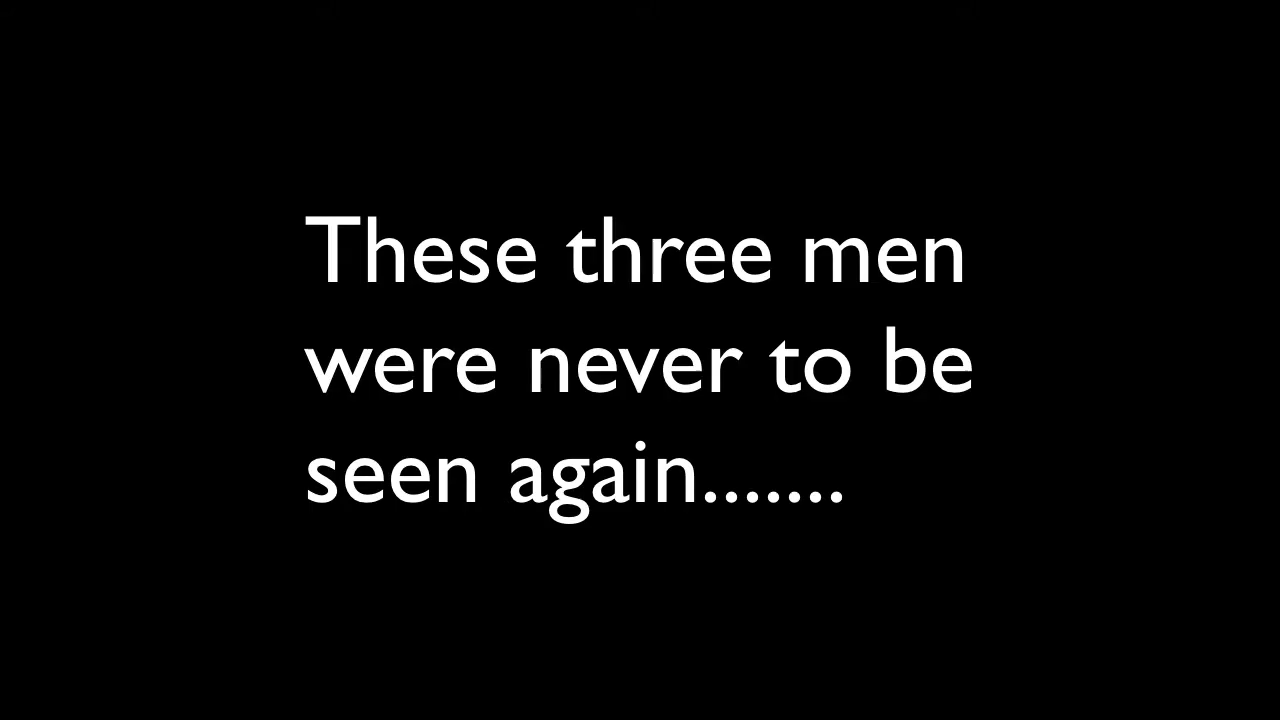 These three men
were never to be
seen again.......